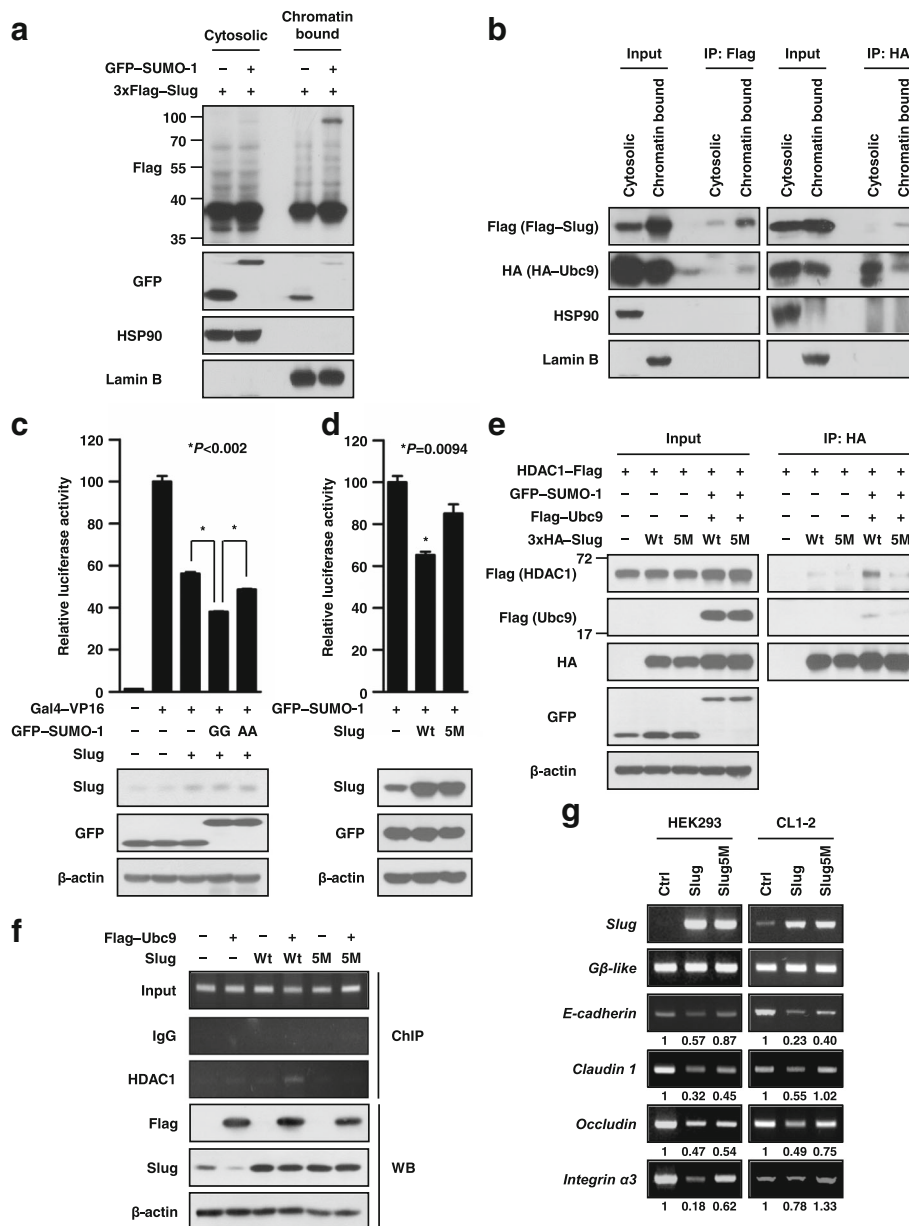 a
Cytosolic
Chromatin bound
GFP–SUMO-1 – + – +
3xFlag–Slug + + + +
100
70
Flag 55
40
35
GFP
HSP90
Lamin B
b
Input IP: Flag Input IP: HA
Cytosolic Chromatin bound Cytosolic Chromatin bound Cytosolic Chromatin bound Cytosolic Chromatin bound
Flag (Flag–Slug)
HA (HA–Ubc9)
HSP90
Lamin B
c
*P<0.002
Relative luciferase activity
120
100
80
60
40
20
0
* *
Gal4–VP16 – + + + +
GFP–SUMO-1 – – – GG AA
Slug – – + + +
Slug
GFP
β-actin
d
*P=0.0094
Relative luciferase activity
120
100
80
60
40
20
0
*
GFP–SUMO-1 + + +
Slug – Wt 5M
Slug
GFP
β-actin
e
Input IP: HA
HDAC1–Flag + + + + + + + + + +
GFP–SUMO-1 – – – + + – – – + +
Flag–Ubc9 – – – + + – – – + +
3xHA–Slug – Wt 5M Wt 5M – Wt 5M Wt 5M
72
Flag (HDAC1)
Flag (Ubc9)
17
HA
GFP
β-actin
f
Flag–Ubc9 – + – + – +
Slug – – Wt Wt 5M 5M
Input
IgG
HDAC1
ChIP
Flag
Slug
β-actin
WB
g
HEK293 CL1-2
Ctrl Slug Slug5M Ctrl Slug Slug5M
Slug
Gβ-like
E-cadherin
1 0.57 0.87 1 0.23 0.40
Claudin 1
1 0.32 0.45 1 0.55 1.02
Occludin
1 0.47 0.54 1 0.49 0.75
Integrin α3
1 0.18 0.62 1 0.78 1.33